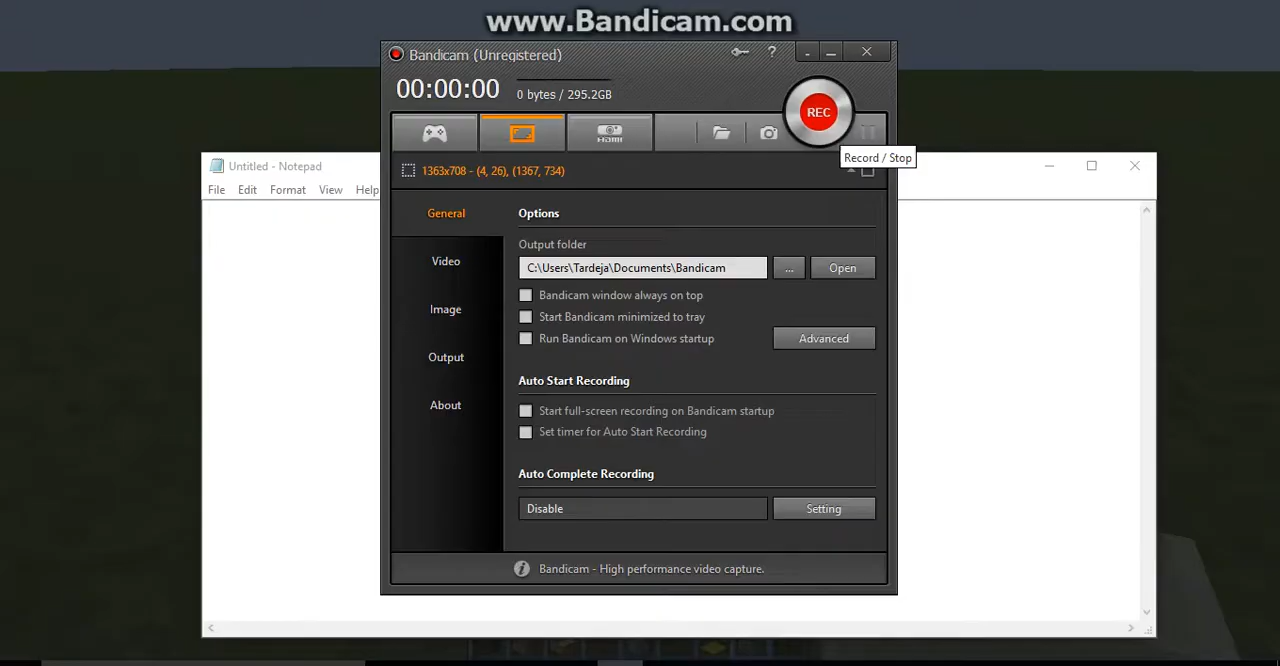 www.Bandicam.com
Bandicam (Unregistered)
?
00:00:00
0 bytes / 295.2GB
REC
HDMI
Record / Stop
Untitled - Notepad
File Edit Format View Help
1363x708 - (4, 26), (1367, 734)
General
Video
Image
Output
About
Options
Output folder
C:\Users\Tardeja\Documents\Bandicam
...
Open
Bandicam window always on top
Start Bandicam minimized to tray
Run Bandicam on Windows startup
Advanced
Auto Start Recording
Start full-screen recording on Bandicam startup
Set timer for Auto Start Recording
Auto Complete Recording
Disable
Setting
Bandicam - High performance video capture.